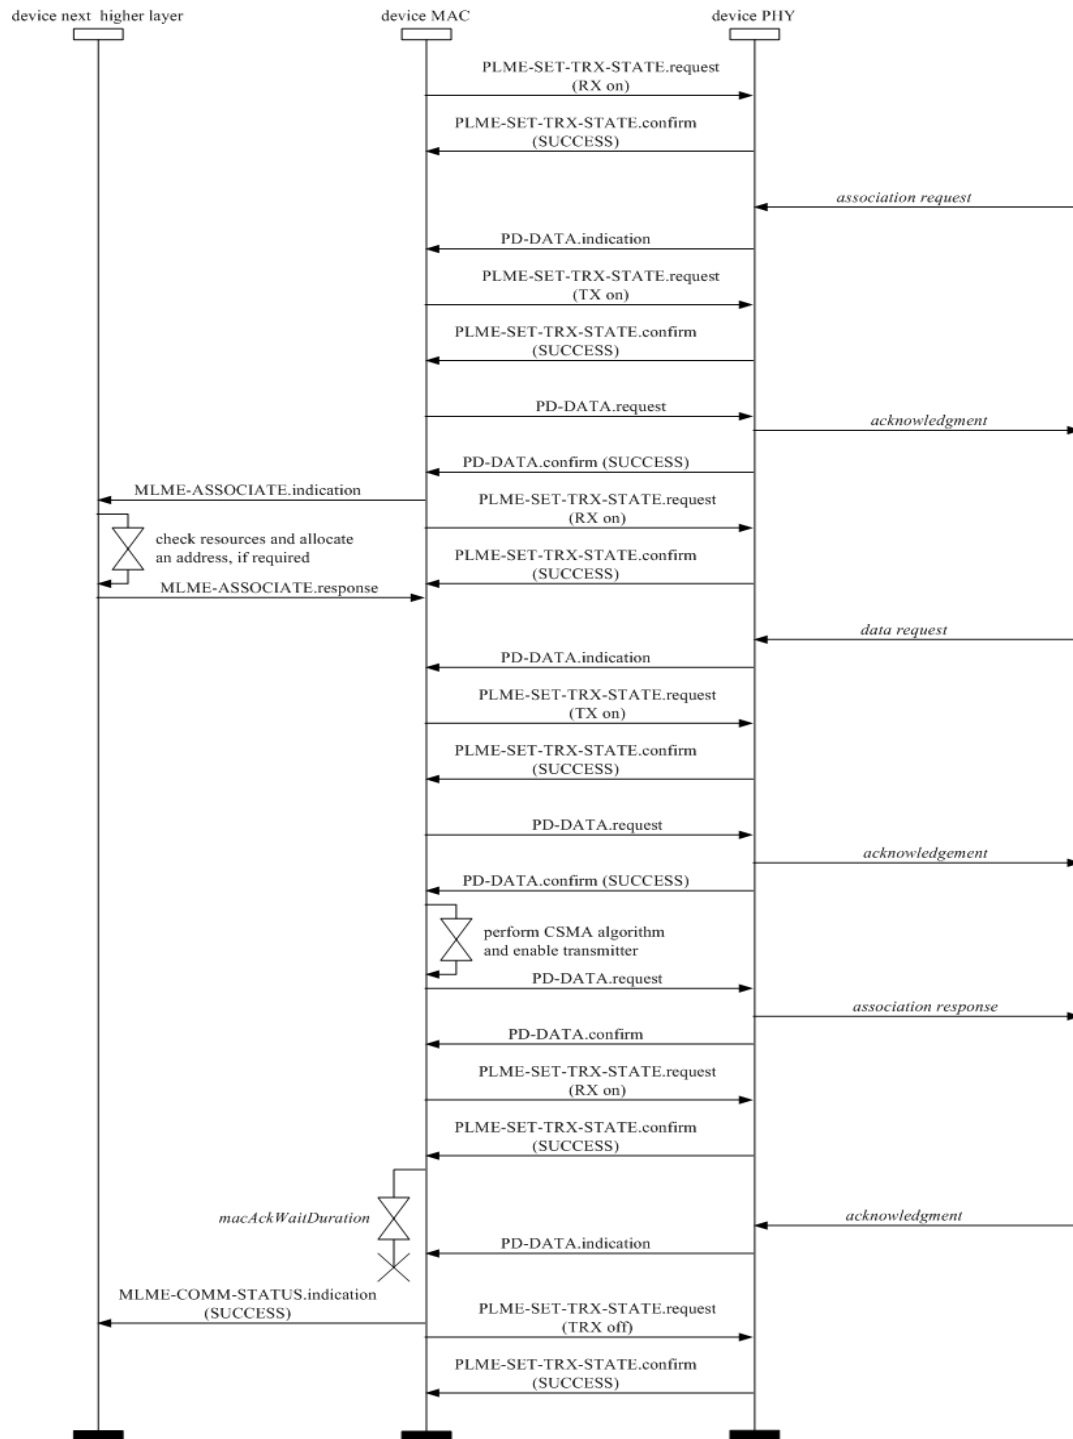 device next higher layer
device MAC
device PHY
PLME-SET-TRX-STATE.request
(RX on)
PLME-SET-TRX-STATE.confirm
(SUCCESS)
association request
PD-DATA.indication
PLME-SET-TRX-STATE.request
(TX on)
PLME-SET-TRX-STATE.confirm
(SUCCESS)
PD-DATA.request
acknowledgment
PD-DATA.confirm (SUCCESS)
MLME-ASSOCIATE.indication
PLME-SET-TRX-STATE.request
(RX on)
check resources and allocate
an address, if required
PLME-SET-TRX-STATE.confirm
(SUCCESS)
MLME-ASSOCIATE.response
data request
PD-DATA.indication
PLME-SET-TRX-STATE.request
(TX on)
PLME-SET-TRX-STATE.confirm
(SUCCESS)
PD-DATA.request
acknowledgement
PD-DATA.confirm (SUCCESS)
perform CSMA algorithm
and enable transmitter
PD-DATA.request
association response
PD-DATA.confirm
PLME-SET-TRX-STATE.request
(RX on)
PLME-SET-TRX-STATE.confirm
(SUCCESS)
macAckWaitDuration
acknowledgment
PD-DATA.indication
MLME-COMM-STATUS.indication
(SUCCESS)
PLME-SET-TRX-STATE.request
(TRX off)
PLME-SET-TRX-STATE.confirm
(SUCCESS)